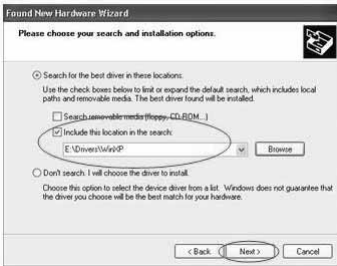 Found New Hardware Wizard
Please choose your search and installation options.
Search for the best driver in these locations.
Use the check boxes below to limit or expand the default search, which includes local
paths and removable media. The best driver found will be installed.
Search removable media (floppy, CD-ROM...)
Include this location in the search:
E:\Drivers\WinXP
Browse
Don't search. I will choose the driver to install.
Choose this option to select the device driver from a list. Windows does not guarantee that
the driver you choose will be the best match for your hardware.
< Back
Next >
Cancel